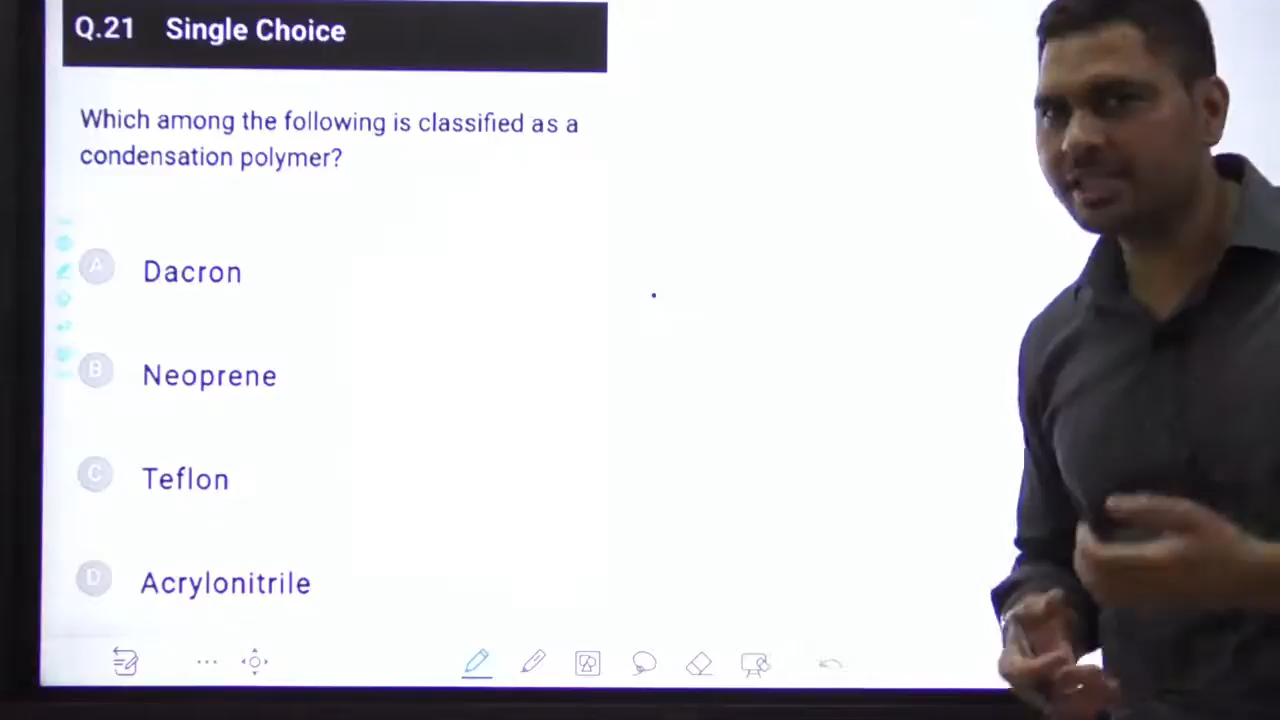 Q.21 Single Choice
Which among the following is classified as a
condensation polymer?
A Dacron
B Neoprene
C Teflon
D Acrylonitrile